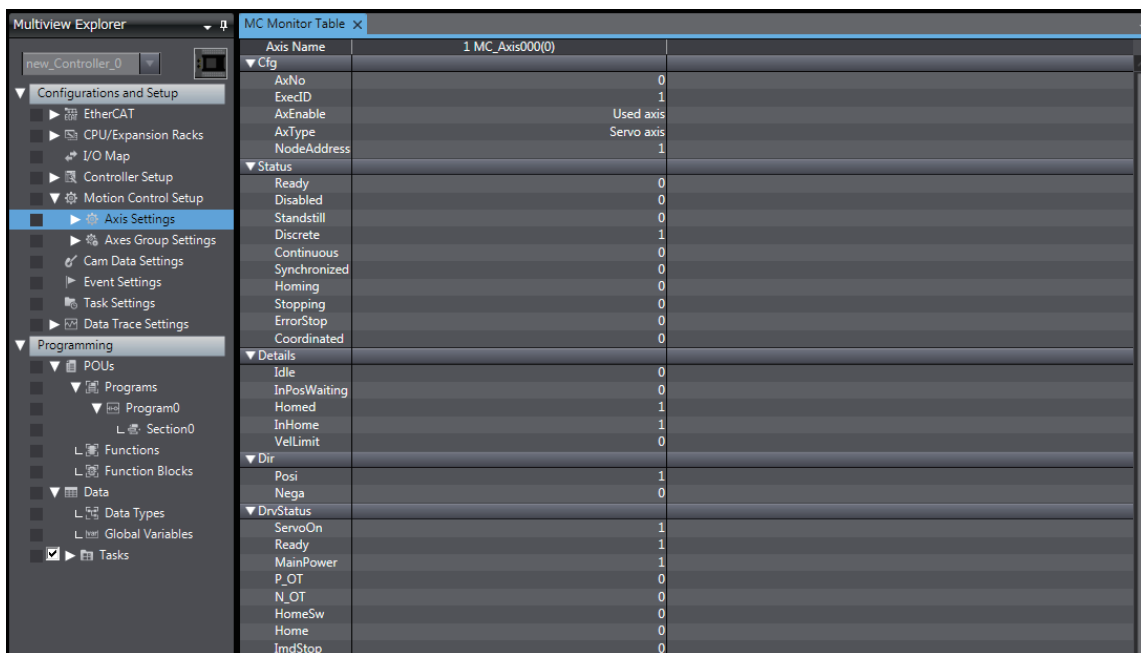 Multiview Explorer
new_Controller_0
Configurations and Setup
EtherCAT
CPU/Expansion Racks
I/O Map
Controller Setup
Motion Control Setup
Axis Settings
Axes Group Settings
Cam Data Settings
Event Settings
Task Settings
Data Trace Settings
Programming
POUs
Programs
Program0
Section0
Functions
Function Blocks
Data
Data Types
Global Variables
Tasks
MC Monitor Table
Axis Name 1 MC_Axis000(0)
Cfg
AxNo 0
ExecID 1
AxEnable Used axis
AxType Servo axis
NodeAddress 1
Status
Ready 0
Disabled 0
Standstill 0
Discrete 1
Continuous 0
Synchronized 0
Homing 0
Stopping 0
ErrorStop 0
Coordinated 0
Details
Idle 0
InPosWaiting 0
Homed 1
InHome 1
VelLimit 0
Dir
Posi 1
Nega 0
DrvStatus
ServoOn 1
Ready 1
MainPower 1
P_OT 0
N_OT 0
HomeSw 0
Home 0
ImdStop 0